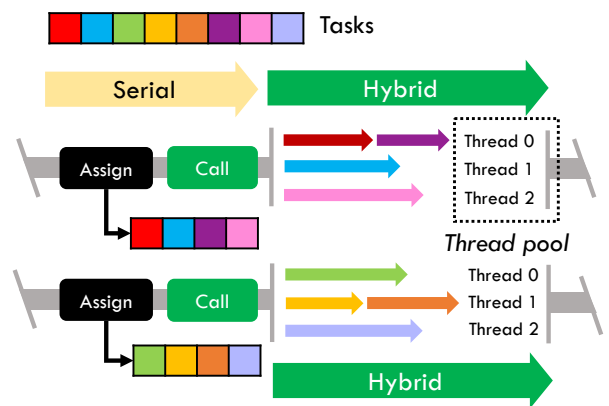 Tasks
Serial
Hybrid
Assign
Call
Thread 0
Thread 1
Thread 2
Thread pool
Assign
Call
Thread 0
Thread 1
Thread 2
Hybrid